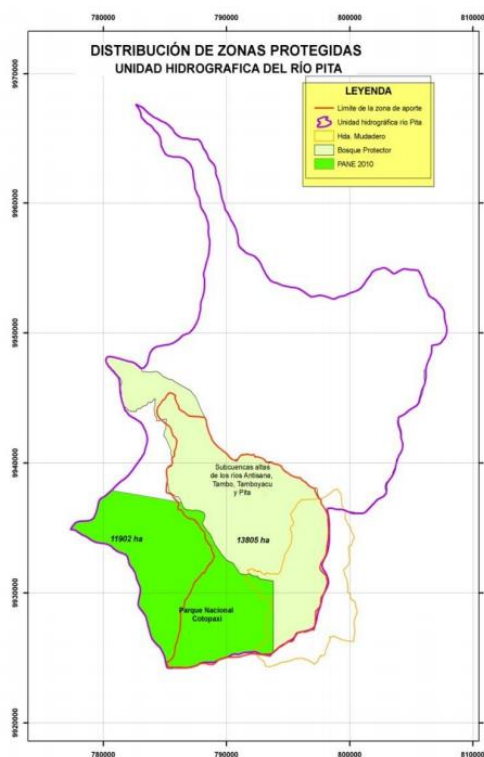 780000 790000 800000 810000
DISTRIBUCIÓN DE ZONAS PROTEGIDAS
UNIDAD HIDROGRAFICA DEL RÍO PITA
LEYENDA
Límite de la zona de aporte
Unidad hidrográfica río Pita
Hda. Mudadero
Bosque Protector
PANE 2010
9970000
9960000
9950000
9940000
9930000
9920000
Subcuencas altas
de los ríos Antisana,
Tambo, Tamboyacu
y Pita
11902 ha
13805 ha
Parque Nacional
Cotopaxi
780000 790000 800000 810000